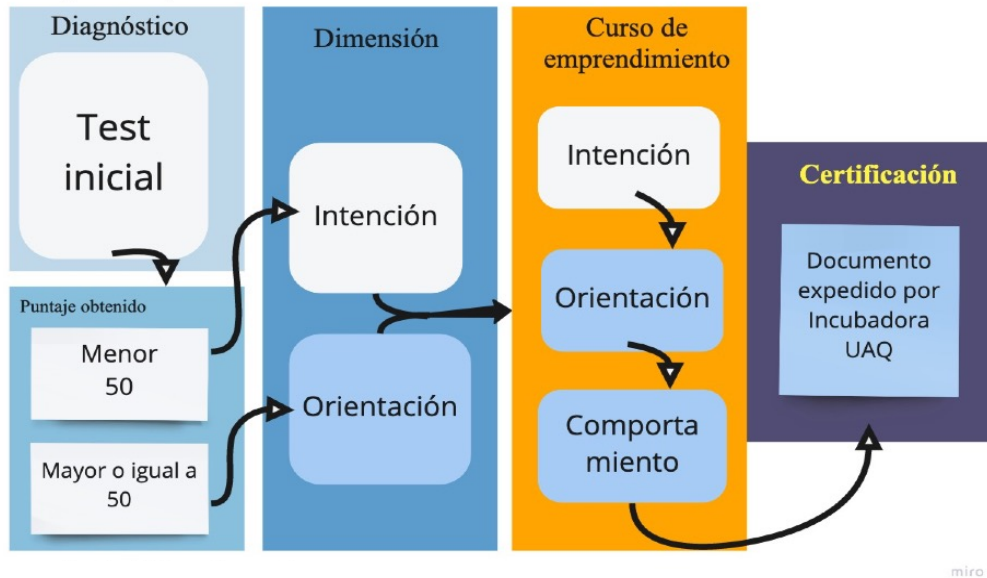 Diagnóstico
Test
inicial
Puntaje obtenido
Menor
50
Mayor o igual a
50
Dimensión
Intención
Orientación
Curso de
emprendimiento
Intención
Orientación
Comporta
miento
Certificación
Documento
expedido por
Incubadora
UAQ
miro